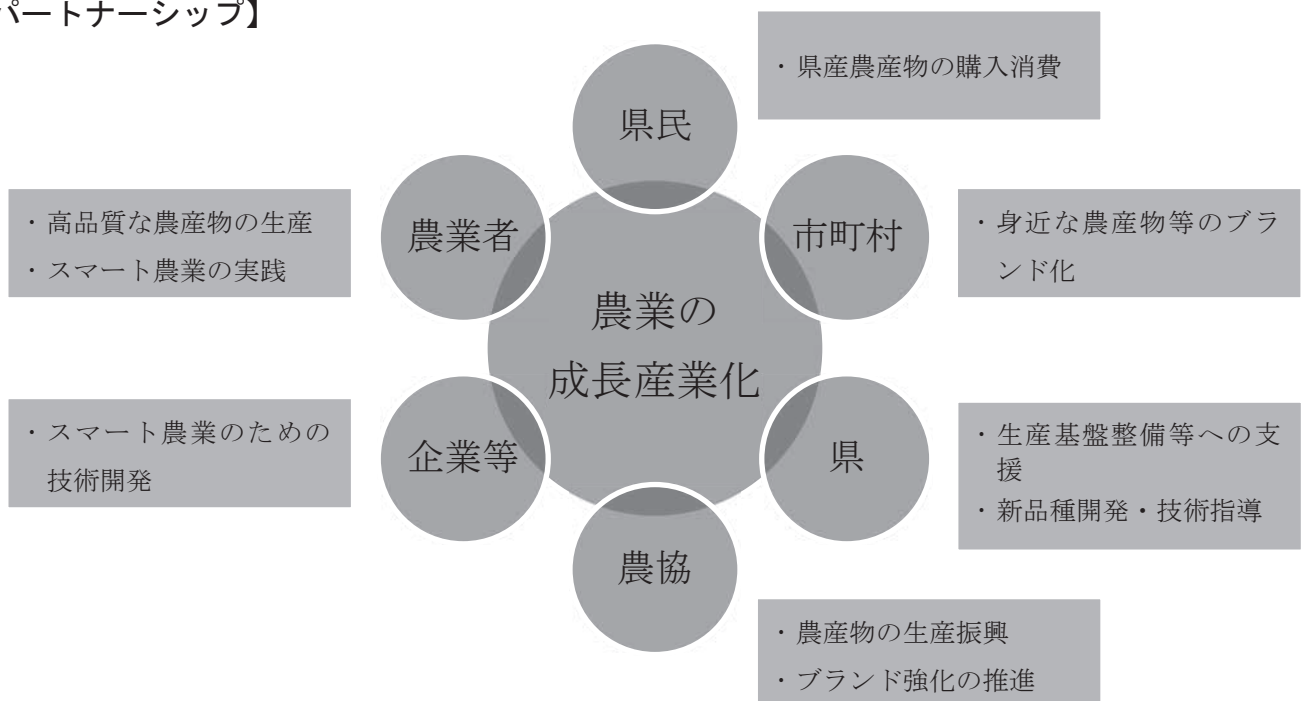 パートナーシップ】
県民
・県産農産物の購入消費
農業者
・高品質な農産物の生産
・スマート農業の実践
市町村
・身近な農産物等のブラ
ンド化
農業の
成長産業化
企業等
・スマート農業のための
技術開発
県
・生産基盤整備等への支
援
・新品種開発・技術指導
農協
・農産物の生産振興
・ブランド強化の推進